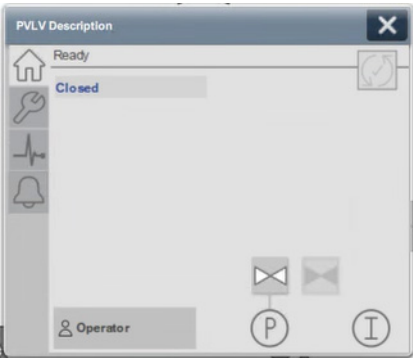 PVLV Description
Ready
Closed
Operator
P
I